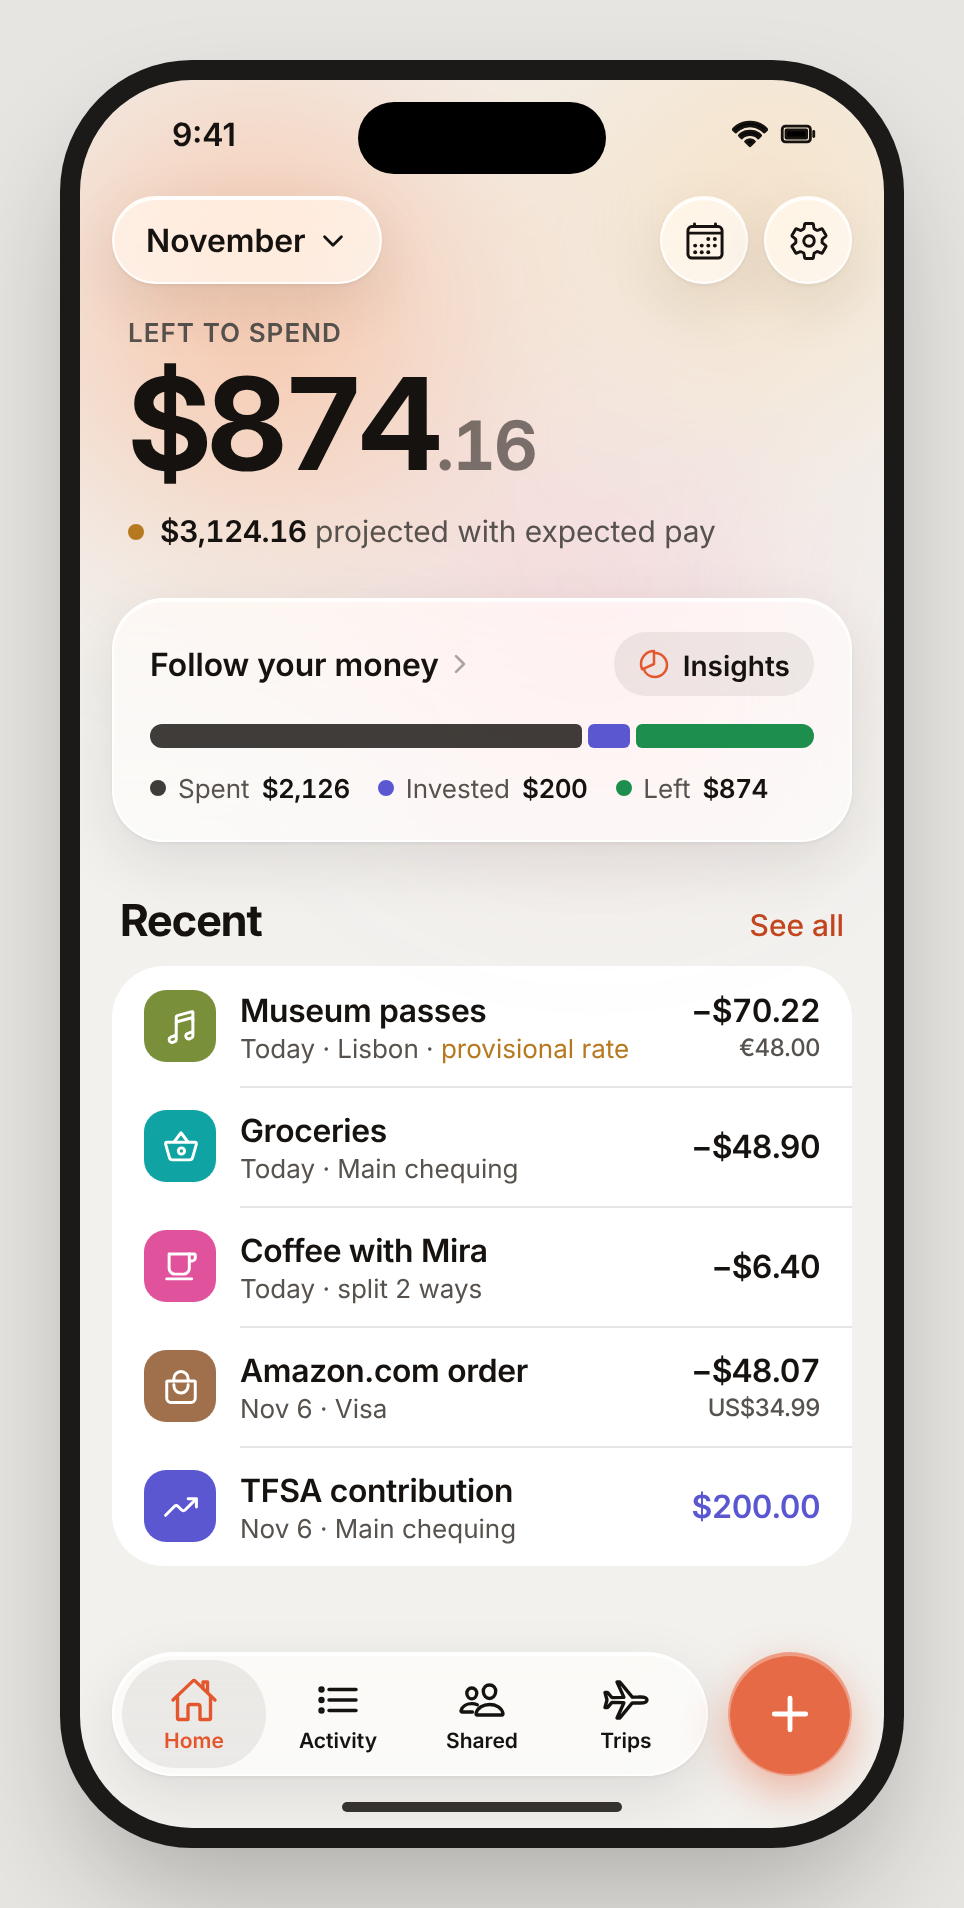 9:41
November
LEFT TO SPEND
$874.16
$3,124.16 projected with expected pay
Follow your money
Insights
Spent $2,126 Invested $200 Left $874
Recent
See all
Museum passes
−$70.22
Today · Lisbon · provisional rate
€48.00
Groceries
Today · Main chequing
−$48.90
Coffee with Mira
Today · split 2 ways
−$6.40
Amazon.com order
−$48.07
Nov 6 · Visa
US$34.99
TFSA contribution
Nov 6 · Main chequing
$200.00
Home Activity Shared Trips